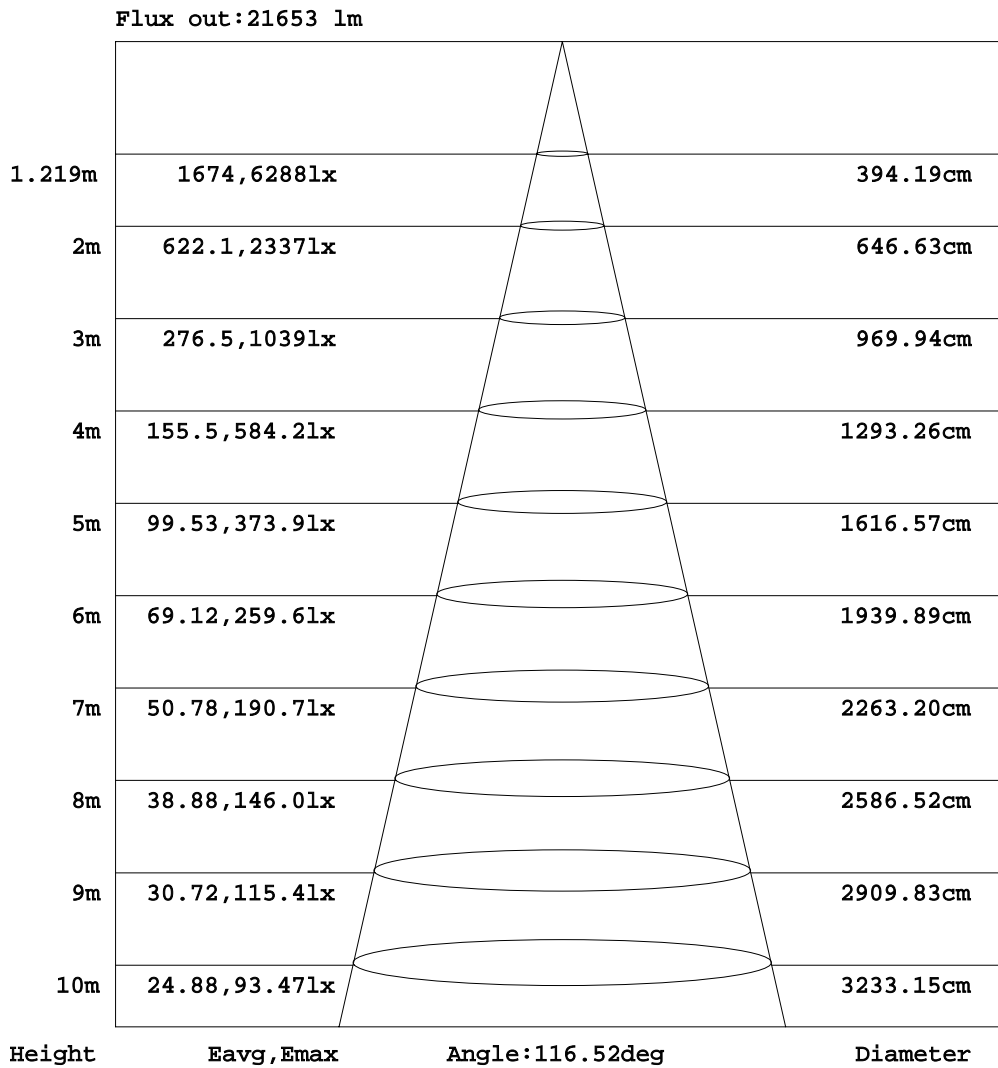 Flux out:21653 lm
1.219m 1674,6288lx 394.19cm
2m 622.1,2337lx 646.63cm
3m 276.5,1039lx 969.94cm
4m 155.5,584.2lx 1293.26cm
5m 99.53,373.9lx 1616.57cm
6m 69.12,259.6lx 1939.89cm
7m 50.78,190.7lx 2263.20cm
8m 38.88,146.0lx 2586.52cm
9m 30.72,115.4lx 2909.83cm
10m 24.88,93.47lx 3233.15cm
Height Eavg,Emax Angle:116.52deg Diameter